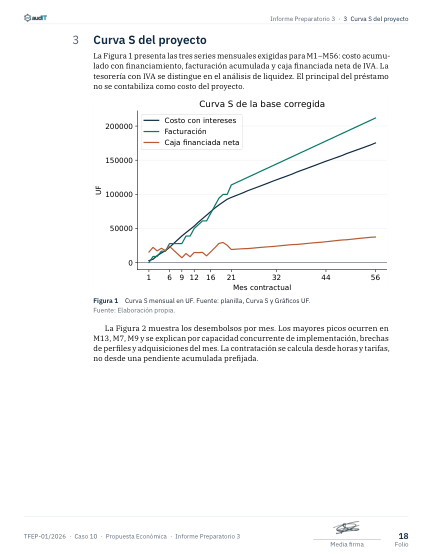 audIT
Informe Preparatorio 3 · 3 Curva S del proyecto
3 Curva S del proyecto
La Figura 1 presenta las tres series mensuales exigidas para M1–M56: costo acumu-
lado con financiamiento, facturación acumulada y caja financiada neta de IVA. La
tesorería con IVA se distingue en el análisis de liquidez. El principal del préstamo
no se contabiliza como costo del proyecto.
Curva S de la base corregida
Costo con intereses
Facturación
Caja financiada neta
200000
150000
100000
50000
0
UF
1 6 9 12 16 21 32 44 56
Mes contractual
Figura 1 Curva S mensual en UF. Fuente: planilla, Curva S y Gráficos UF.
Fuente: Elaboración propia.
La Figura 2 muestra los desembolsos por mes. Los mayores picos ocurren en
M13, M7, M9 y se explican por capacidad concurrente de implementación, brechas
de perfiles y adquisiciones del mes. La contratación se calcula desde horas y tarifas,
no desde una pendiente acumulada prefijada.
TFEP-01/2026 · Caso 10 · Propuesta Económica · Informe Preparatorio 3
Media firma
18
Folio